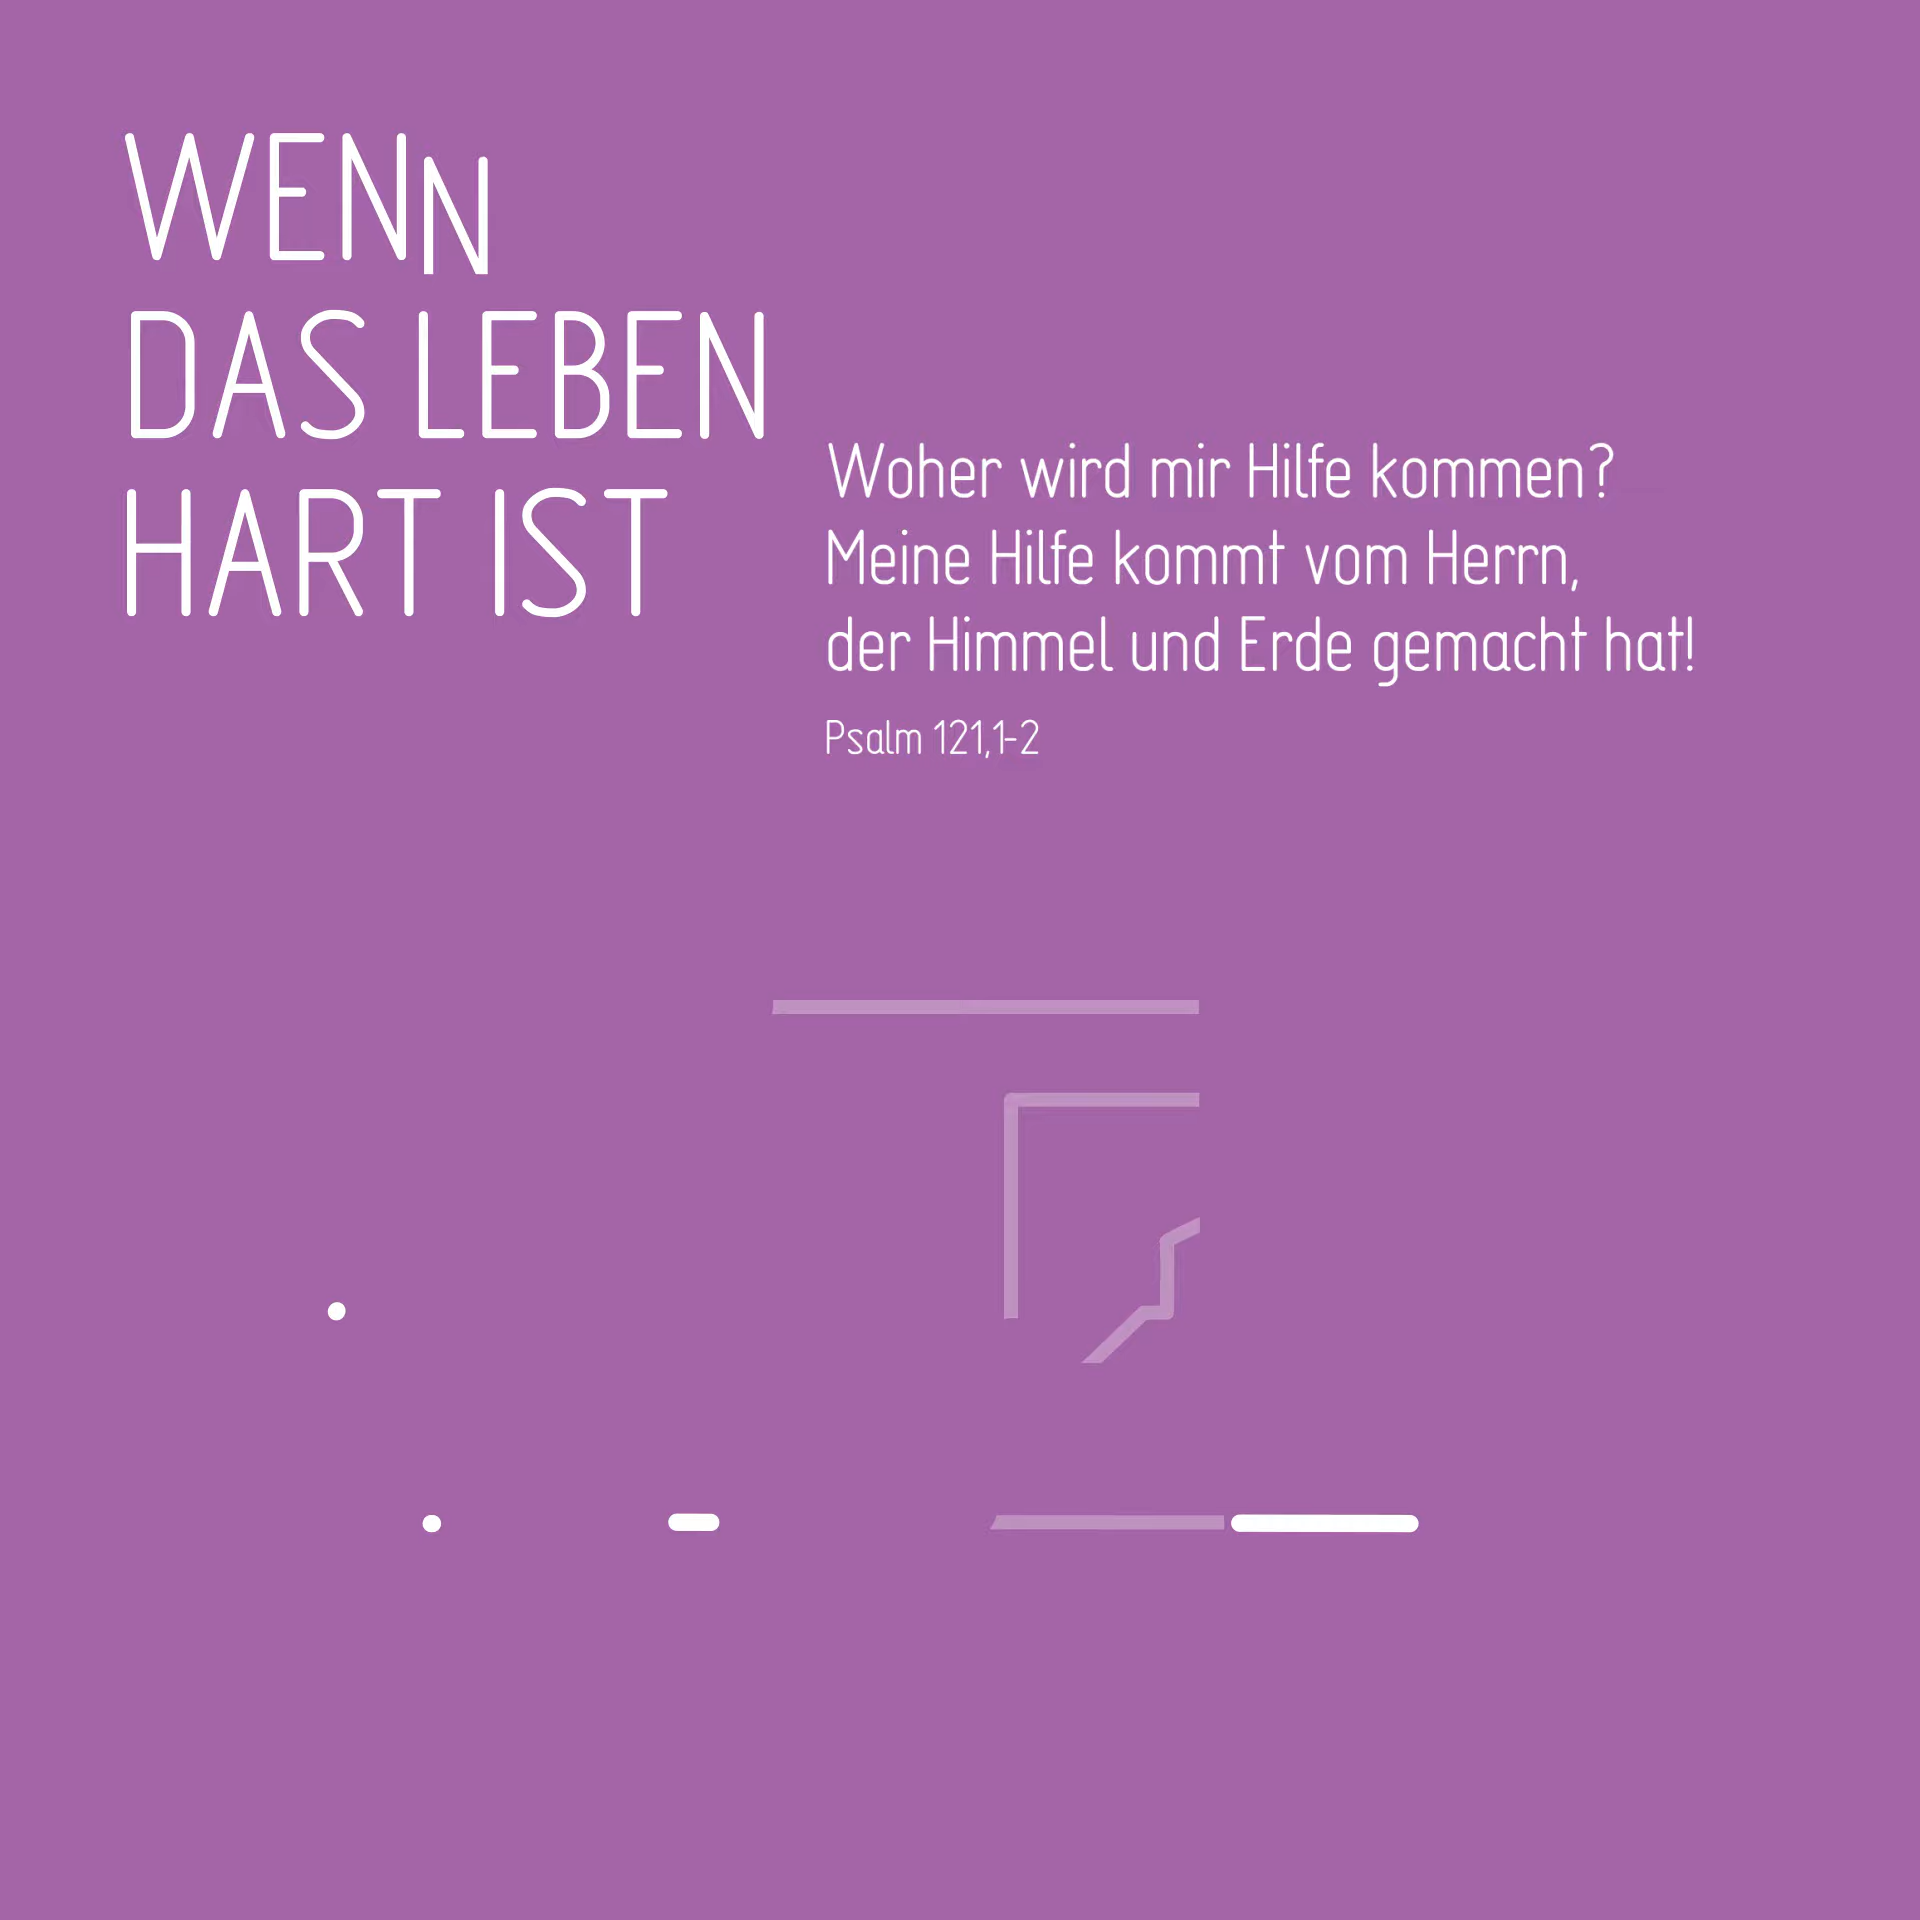 WENN
DAS LEBEN
HART IST
Woher wird mir Hilfe kommen?
Meine Hilfe kommt vom Herrn,
der Himmel und Erde gemacht hat!
Psalm 121,1-2